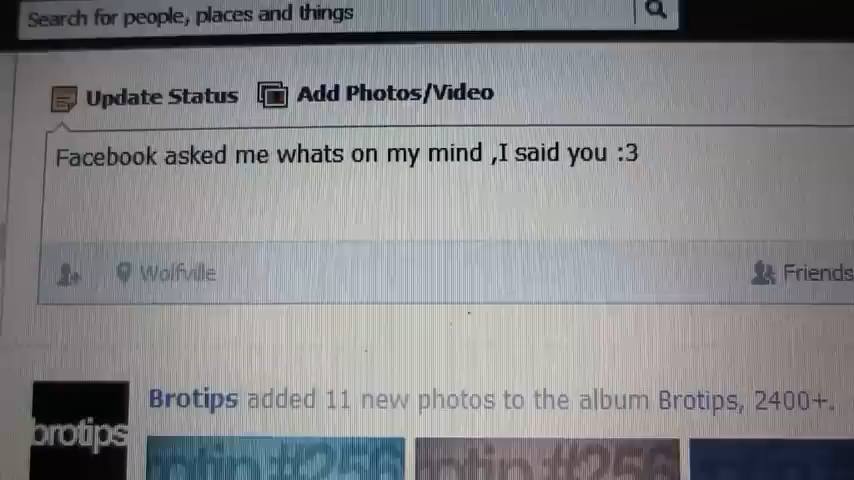 Search for people, places and things
Update Status Add Photos/Video
Facebook asked me whats on my mind ,I said you :3
Wolfville Friends
Brotips added 11 new photos to the album Brotips, 2400+.
brotips